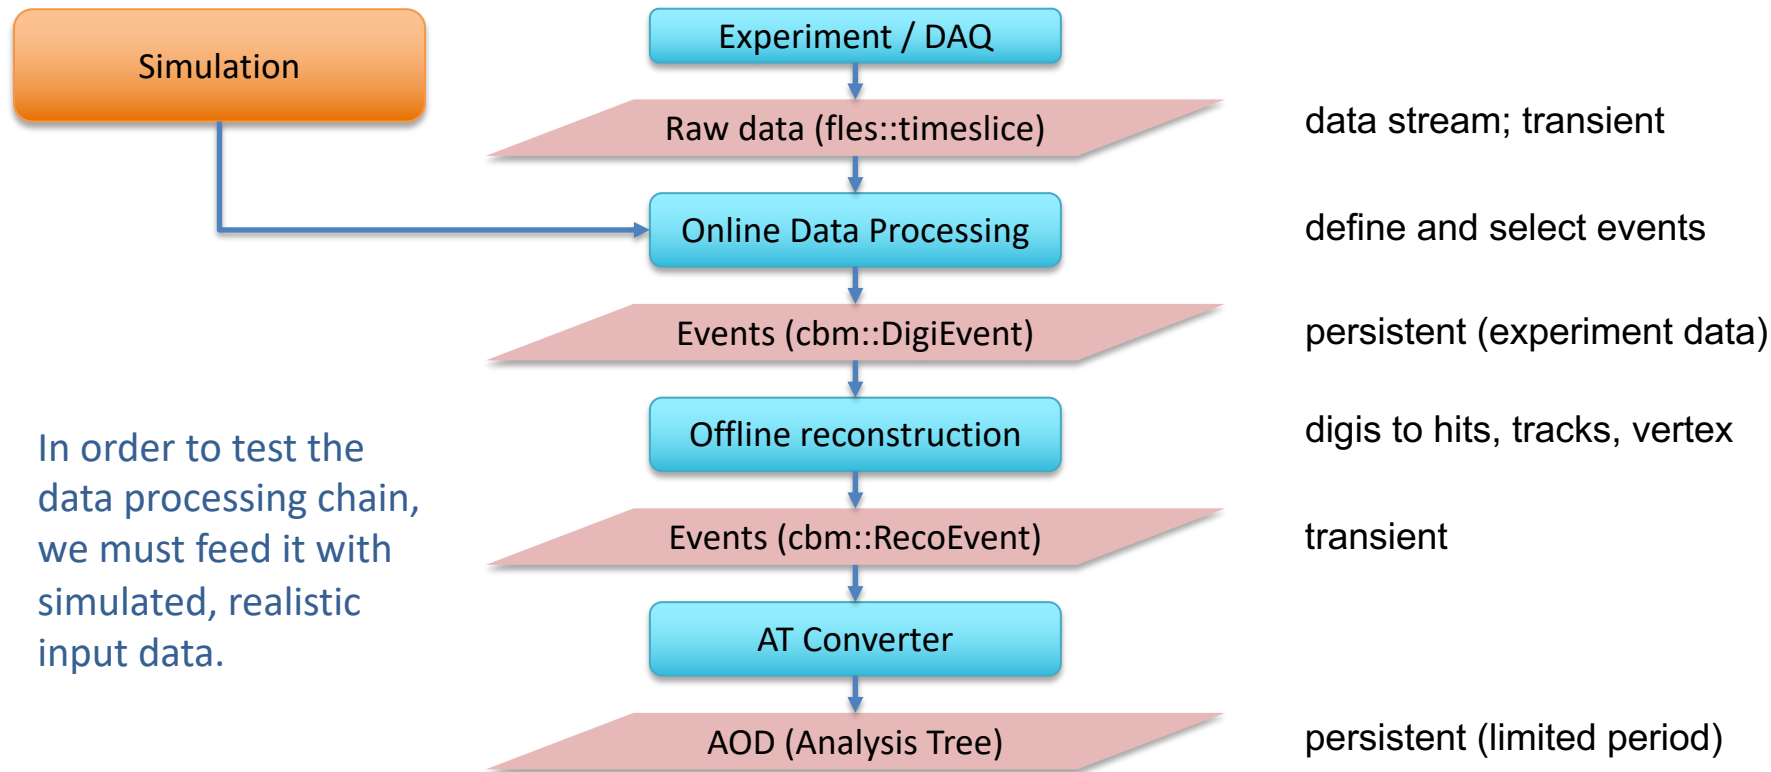 Simulation
Experiment / DAQ
Raw data (fles::timeslice)
data stream; transient
Online Data Processing
define and select events
Events (cbm::DigiEvent)
persistent (experiment data)
Offline reconstruction
digis to hits, tracks, vertex
In order to test the
data processing chain,
we must feed it with
simulated, realistic
input data.
Events (cbm::RecoEvent)
transient
AT Converter
AOD (Analysis Tree)
persistent (limited period)